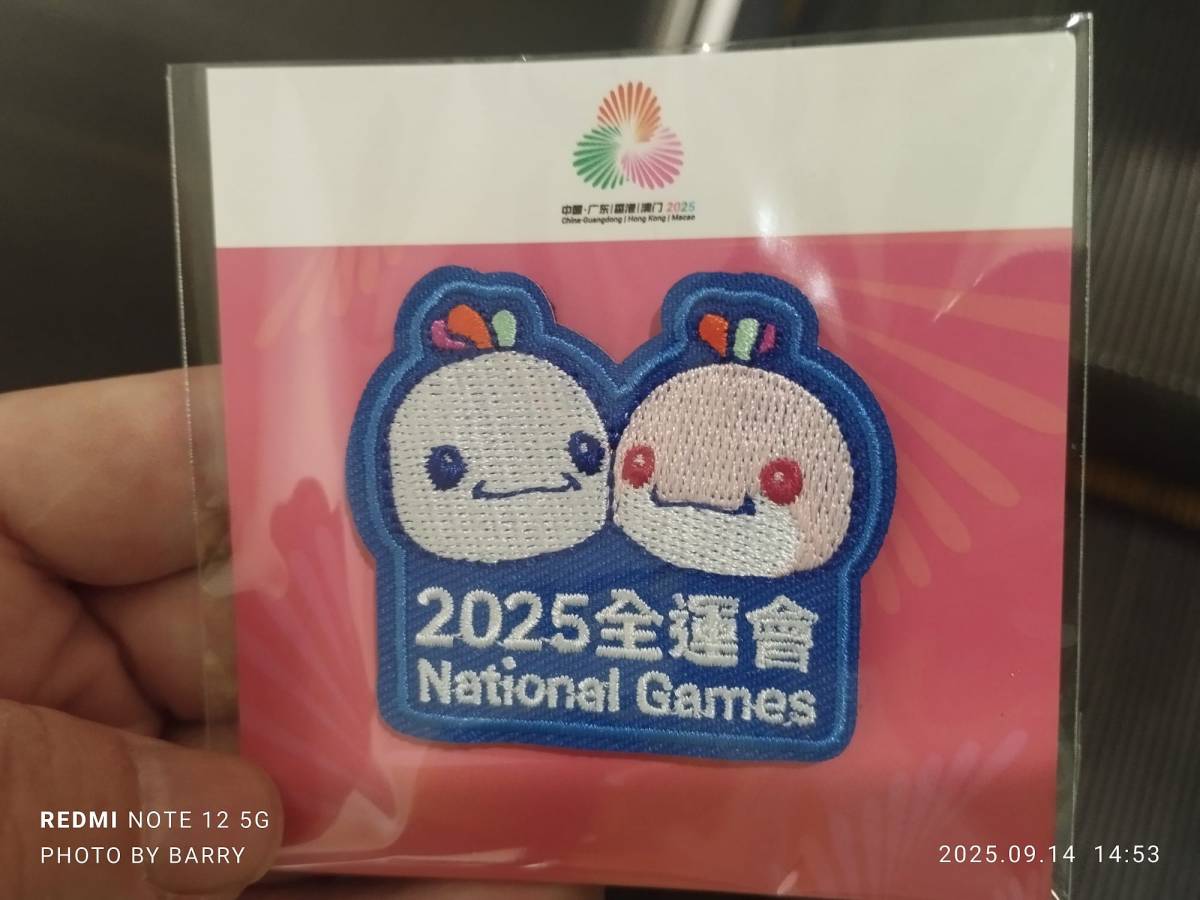 中国·广东|香港|澳门 2025
China·Guangdong | Hong Kong | Macao
2025全運會
National Games
REDMI NOTE 12 5G
PHOTO BY BARRY
2025.09.14 14:53